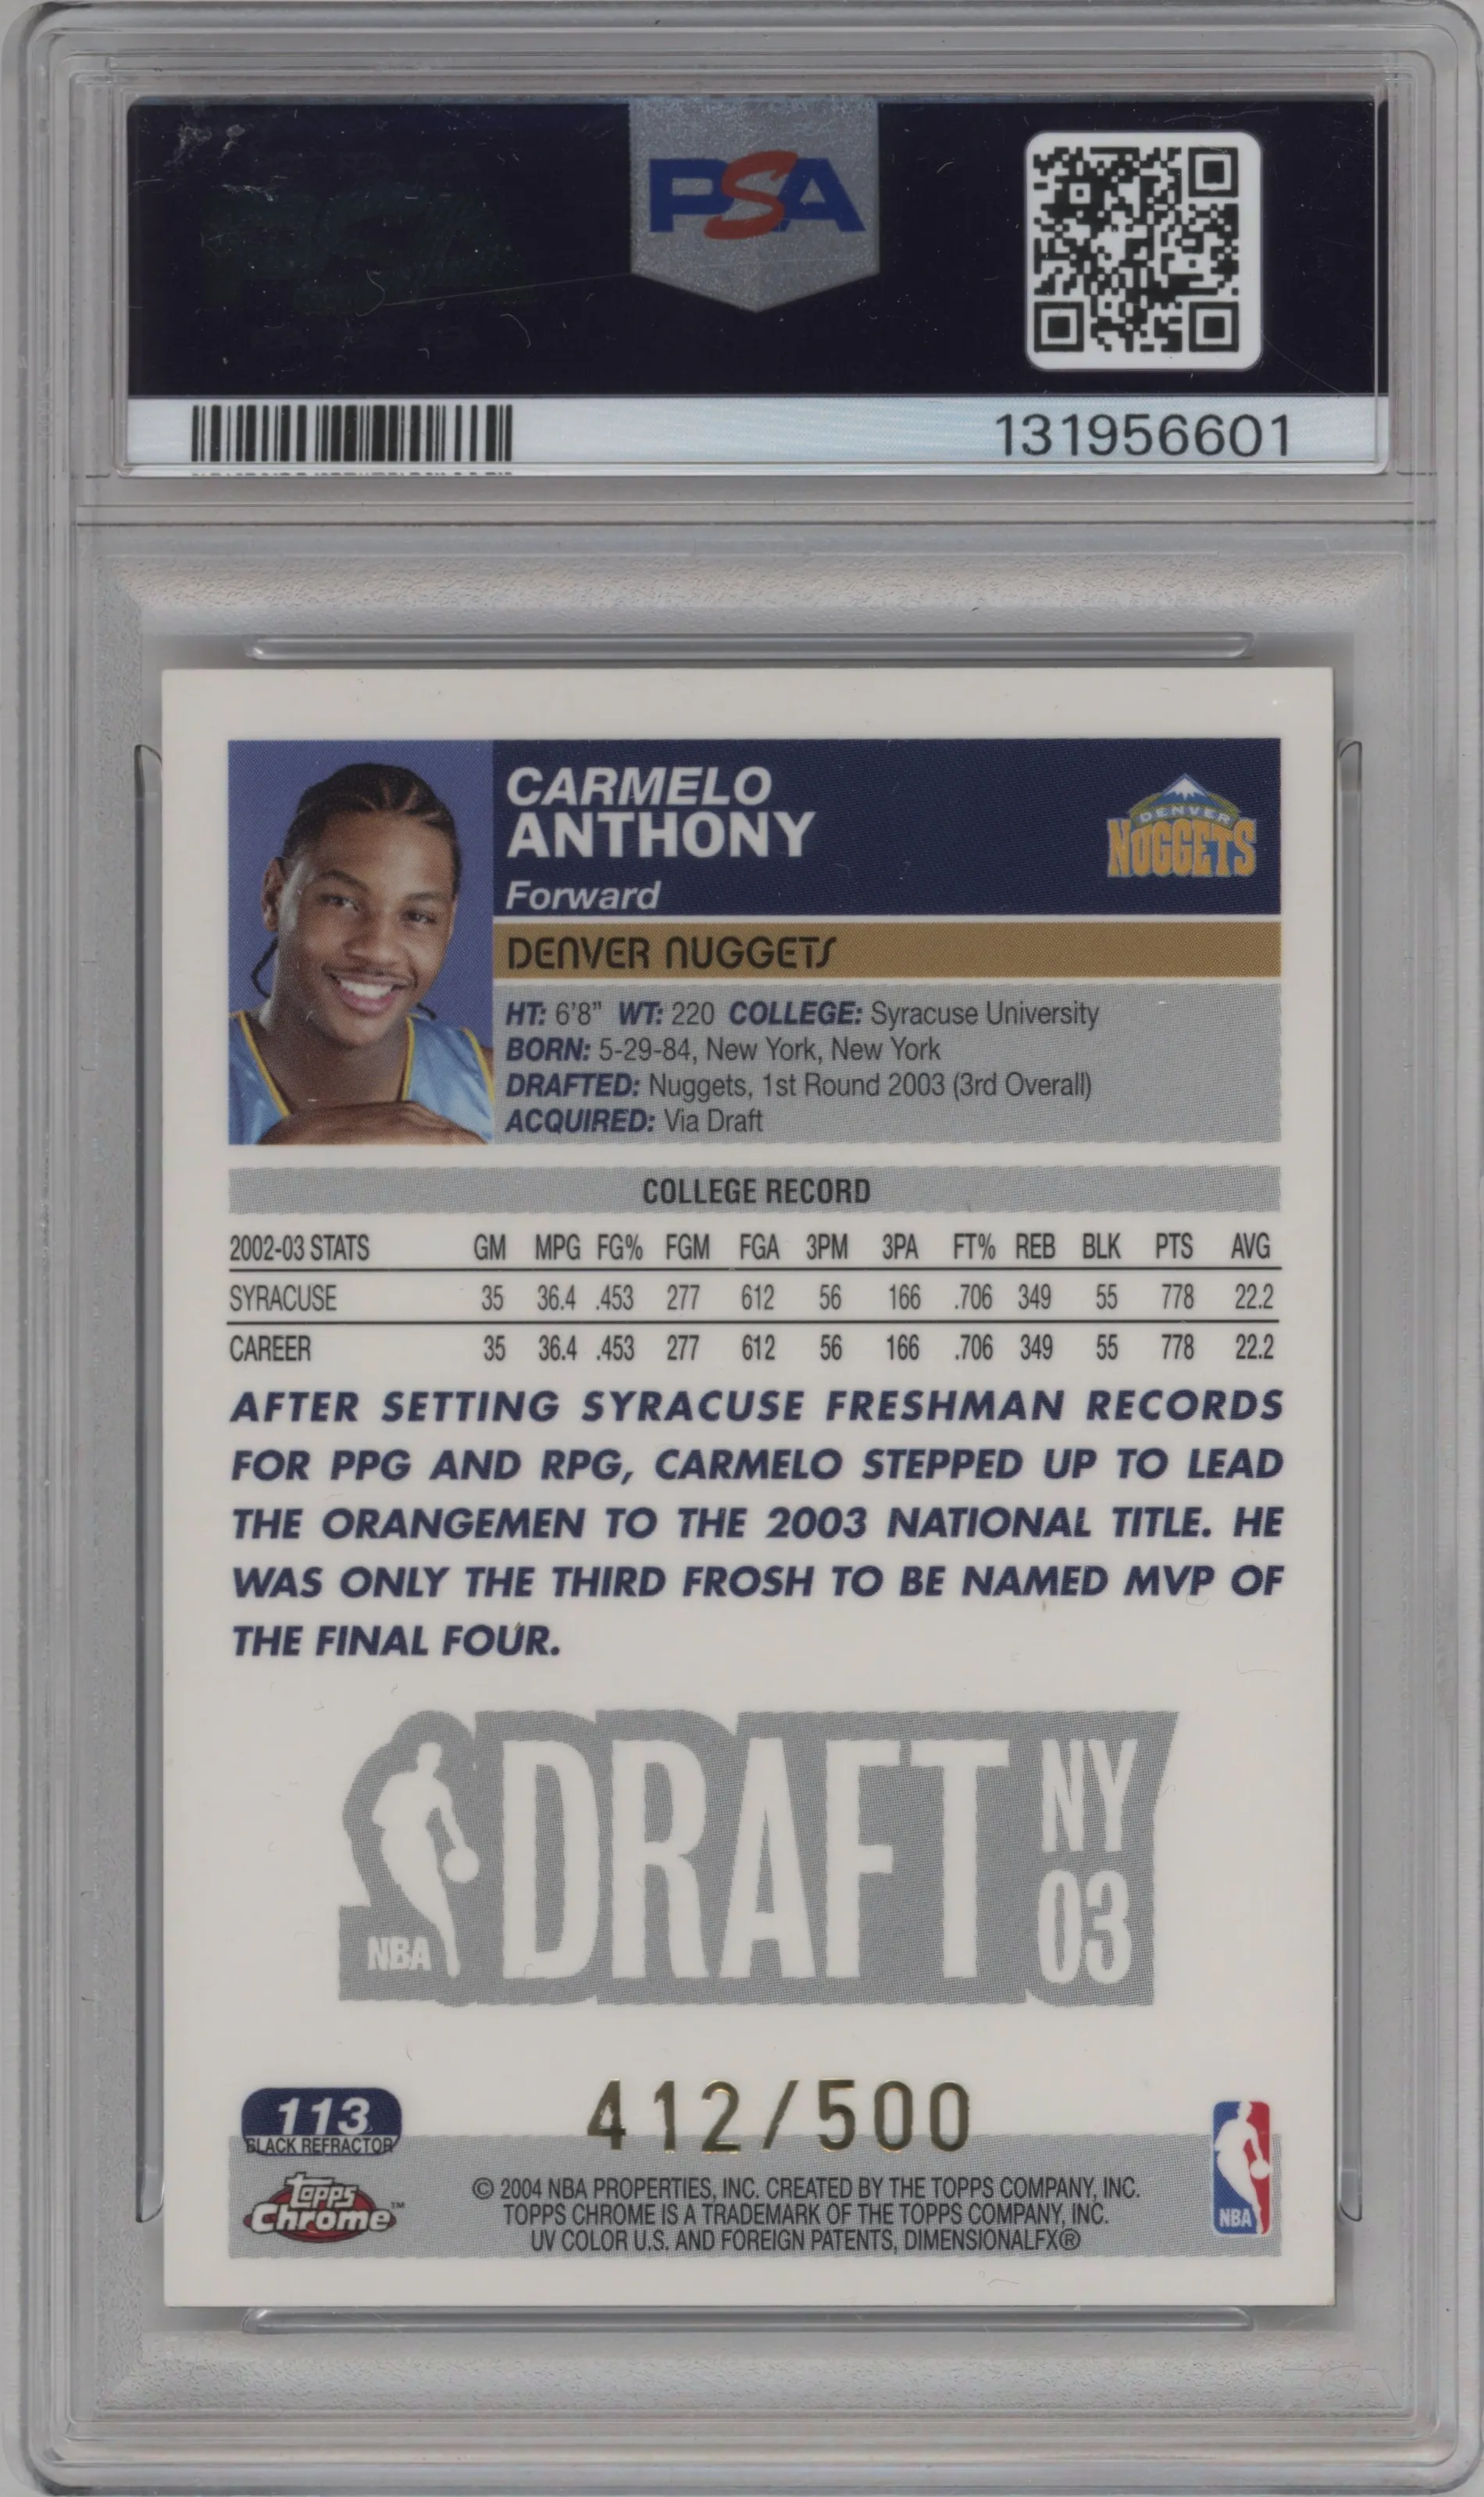 PSA
131956601
CARMELO
ANTHONY
Forward
DENVER NUGGETS
DENVER NUGGETS
HT: 6'8" WT: 220 COLLEGE: Syracuse University
BORN: 5-29-84, New York, New York
DRAFTED: Nuggets, 1st Round 2003 (3rd Overall)
ACQUIRED: Via Draft
COLLEGE RECORD
2002-03 STATS GM MPG FG% FGM FGA 3PM 3PA FT% REB BLK PTS AVG
SYRACUSE 35 36.4 .453 277 612 56 166 .706 349 55 778 22.2
CAREER 35 36.4 .453 277 612 56 166 .706 349 55 778 22.2
AFTER SETTING SYRACUSE FRESHMAN RECORDS
FOR PPG AND RPG, CARMELO STEPPED UP TO LEAD
THE ORANGEMEN TO THE 2003 NATIONAL TITLE. HE
WAS ONLY THE THIRD FROSH TO BE NAMED MVP OF
THE FINAL FOUR.
NBA DRAFT NY 03
412/500
113
BLACK REFRACTOR
Topps Chrome™
© 2004 NBA PROPERTIES, INC. CREATED BY THE TOPPS COMPANY, INC.
TOPPS CHROME IS A TRADEMARK OF THE TOPPS COMPANY, INC.
UV COLOR U.S. AND FOREIGN PATENTS, DIMENSIONALFX®
NBA